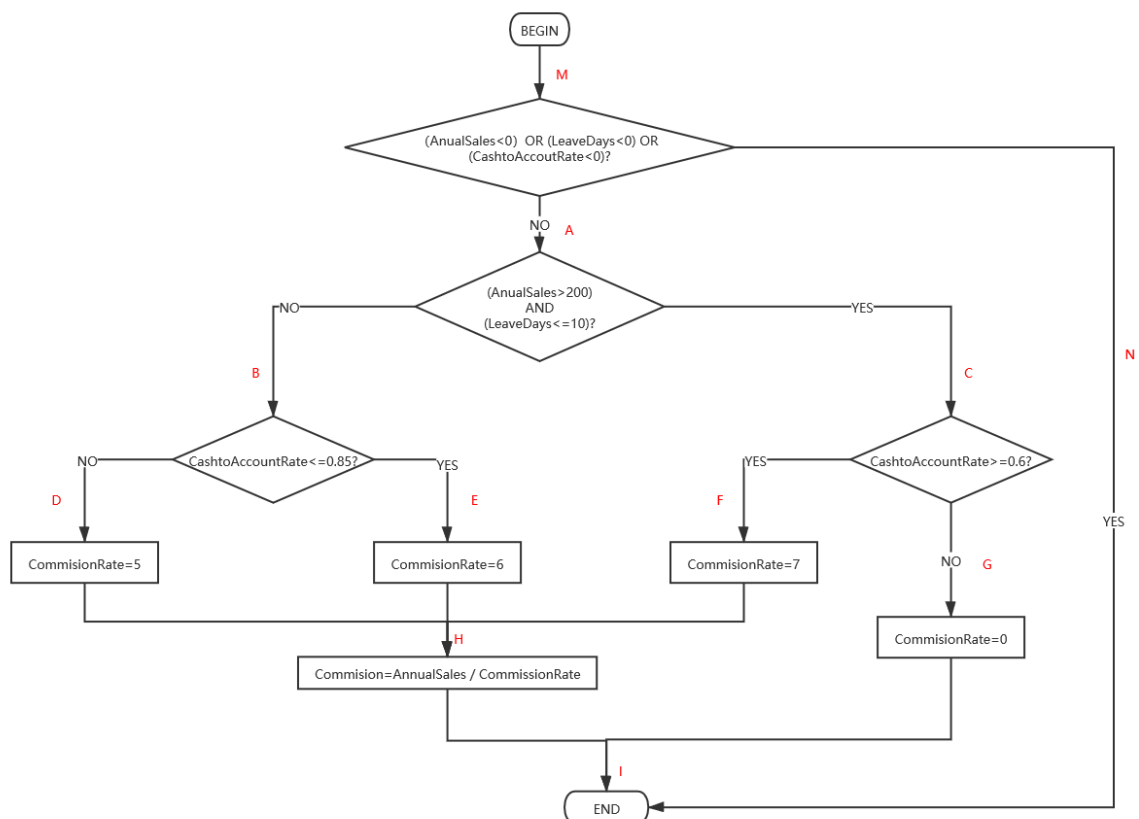 BEGIN
M
(AnualSales<0)  OR (LeaveDays<0) OR
(CashtoAccoutRate<0)?
NO
A
(AnualSales>200)
AND
(LeaveDays<=10)?
NO
YES
B
C
N
CashtoAccountRate<=0.85?
CashtoAccountRate>=0.6?
NO
YES
YES
D
E
F
YES
CommisionRate=5
CommisionRate=6
CommisionRate=7
NO
G
H
CommisionRate=0
Commision=AnnualSales / CommissionRate
I
END